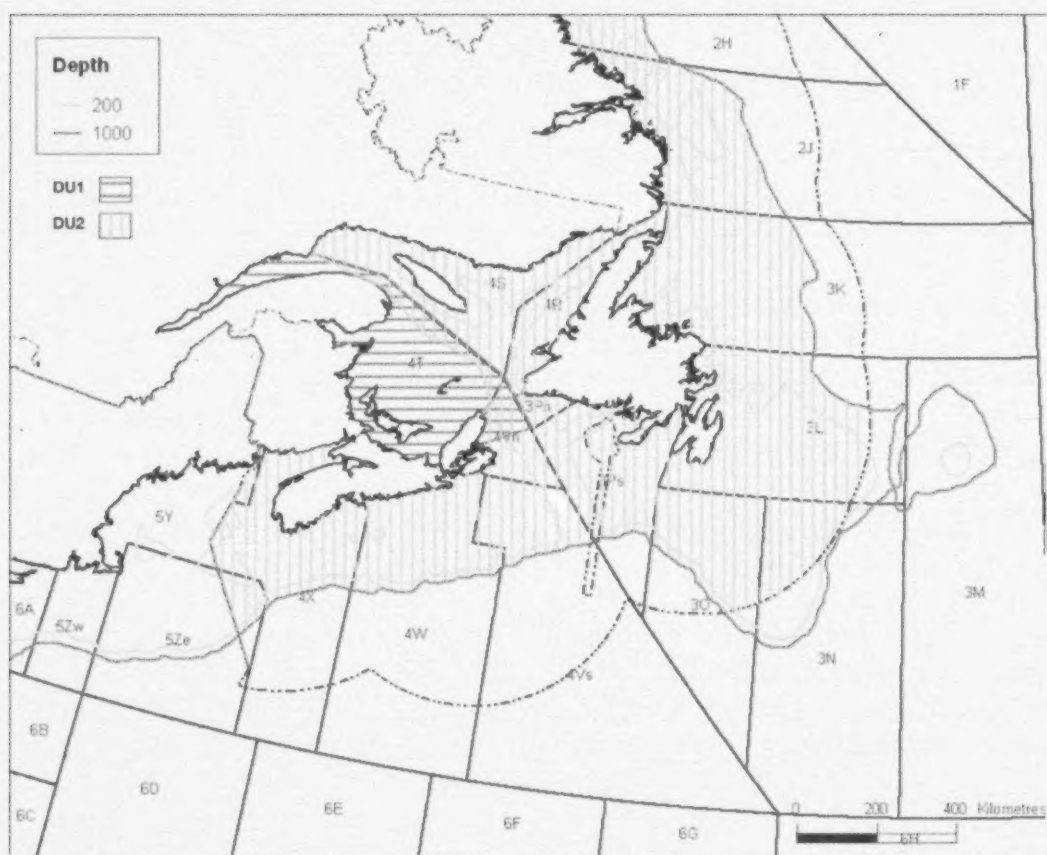 Depth
200
1000
DU1
DU2
2H
1F
2J
3K
4S
4R
4T
3Pn
4Vn
3L
3Ps
5Y
4X
3O
3M
6A
5Zw
5Ze
4W
3N
4Vs
6B
6D
6C
6E
6F
6G
0 200 400 Kilometres
6H